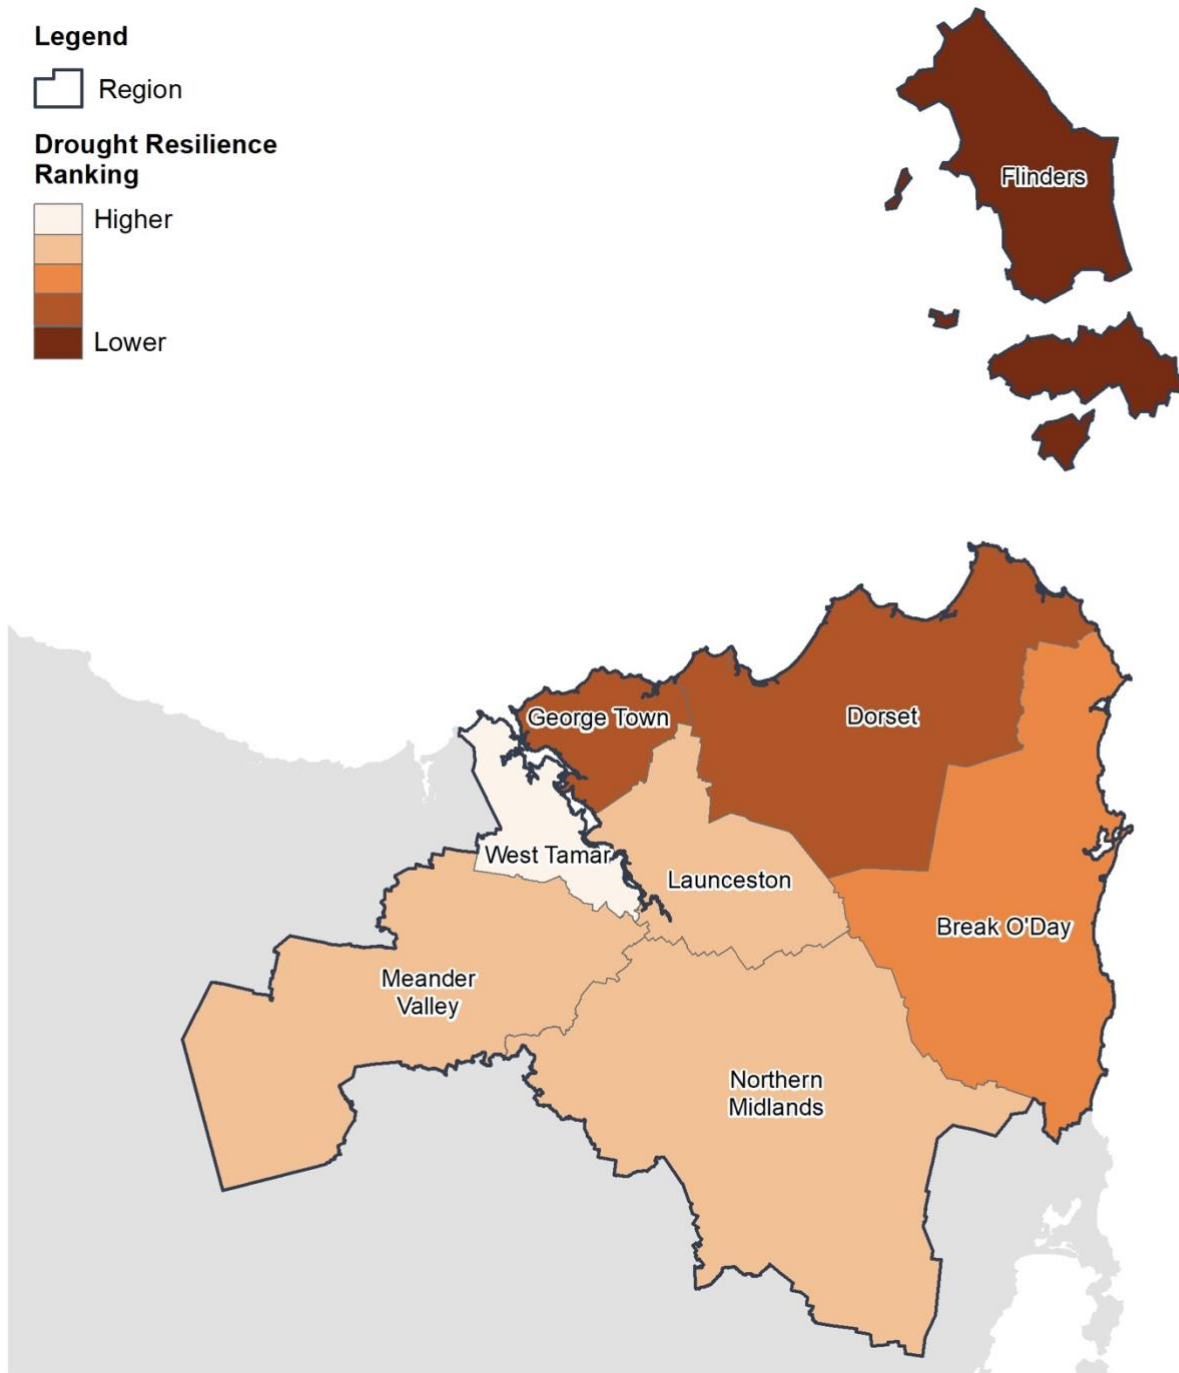 Legend
Region
Drought Resilience
Ranking
Higher
Lower
Flinders
George Town
Dorset
West Tamar
Launceston
Break O'Day
Meander
Valley
Northern
Midlands